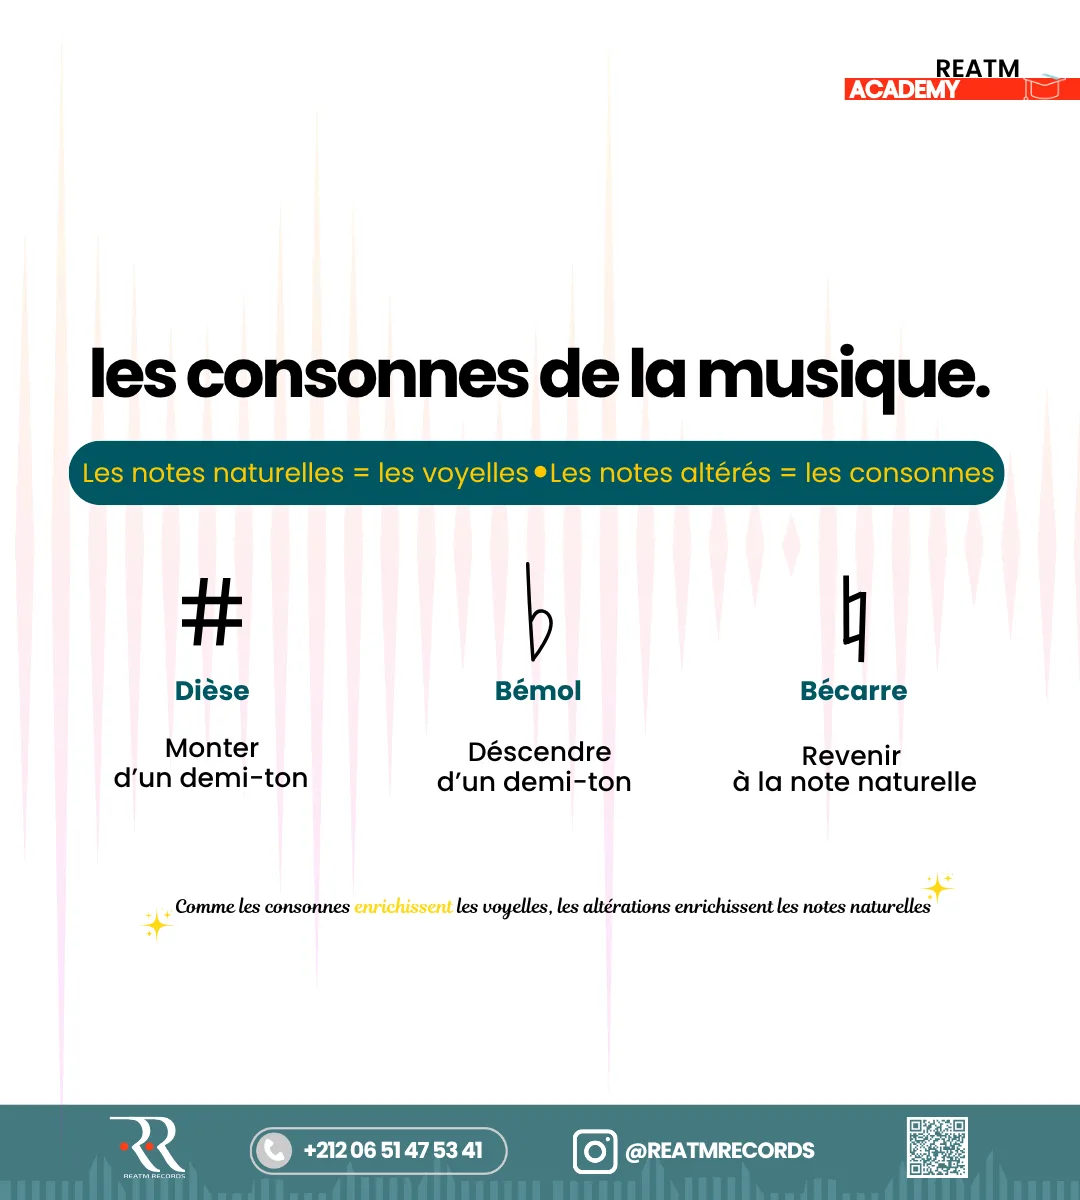 REATM
ACADEMY
les consonnes de la musique.
Les notes naturelles = les voyelles •Les notes altérés = les consonnes
#
♭
♮
Dièse
Bémol
Bécarre
Monter
d’un demi-ton
Déscendre
d’un demi-ton
Revenir
à la note naturelle
Comme les consonnes enrichissent les voyelles, les altérations enrichissent les notes naturelles
RR
REATM RECORDS
+212 06 51 47 53 41
@REATMRECORDS